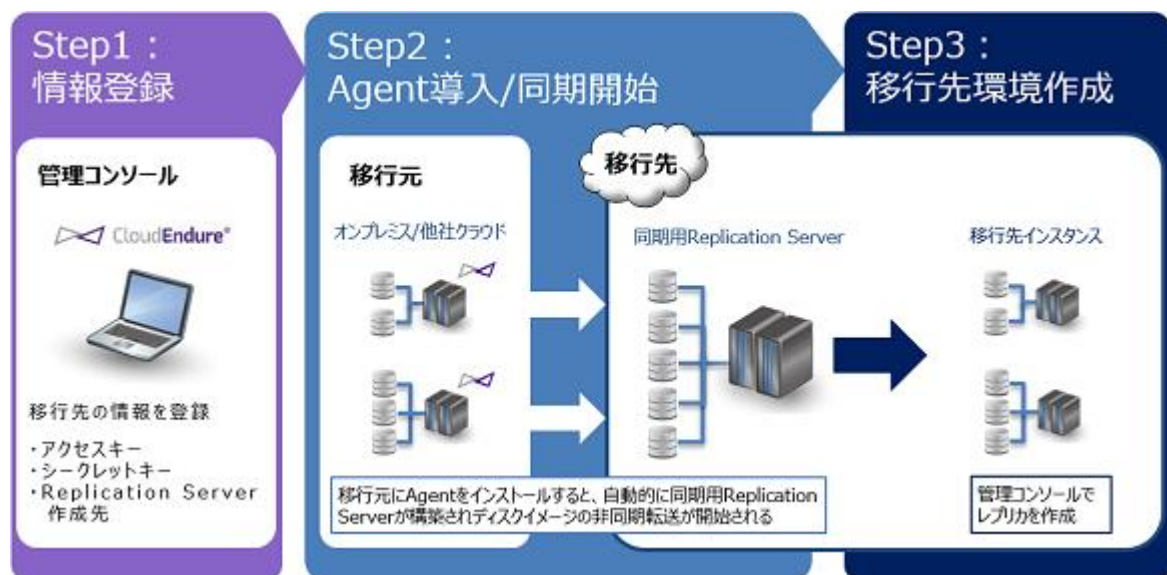 Step1：
情報登録
管理コンソール
CloudEndure®
移行先の情報を登録
・アクセスキー
・シークレットキー
・Replication Server
作成先
Step2：
Agent導入/同期開始
移行元
オンプレミス/他社クラウド
移行先
同期用Replication Server
移行元にAgentをインストールすると、自動的に同期用Replication
Serverが構築されディスクイメージの非同期転送が開始される
Step3：
移行先環境作成
移行先インスタンス
管理コンソールで
レプリカを作成